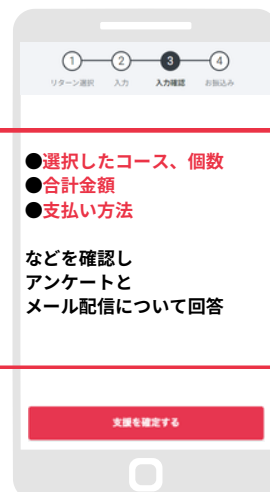 1 2 3 4
リターン選択 入力 入力確認 お振込み
●選択したコース、個数
●合計金額
●支払い方法
などを確認し
アンケートと
メール配信について回答
支援を確定する